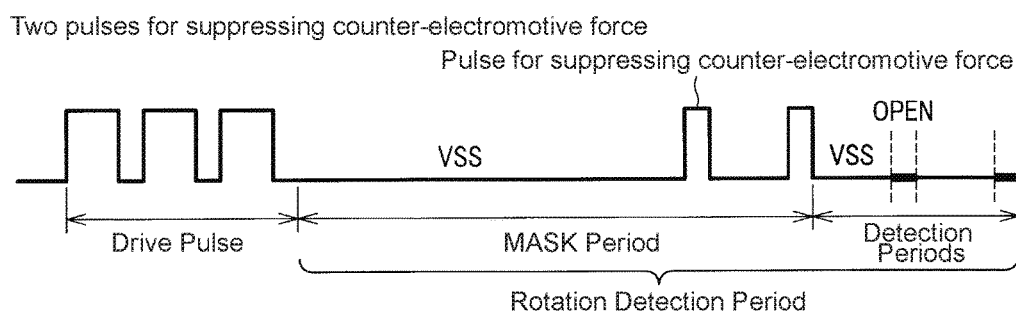 Two pulses for suppressing counter-electromotive force
Pulse for suppressing counter-electromotive force
OPEN
VSS
VSS
Drive Pulse
MASK Period
Detection
Periods
Rotation Detection Period